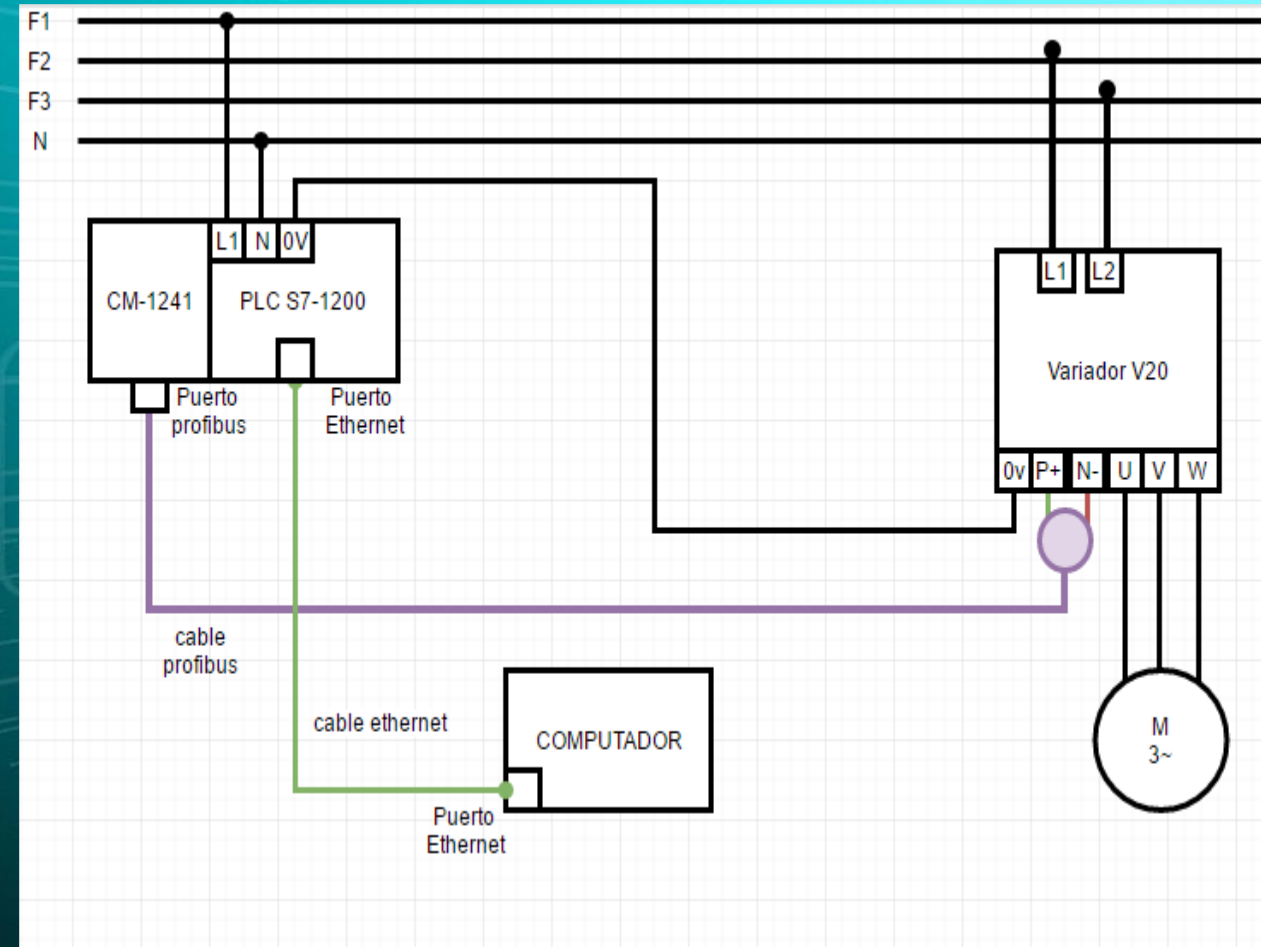 F1
F2
F3
N
L1 N 0V
CM-1241
PLC S7-1200
Puerto
profibus
Puerto
Ethernet
L1 L2
Variador V20
0v P+ N- U V W
cable
profibus
cable ethernet
COMPUTADOR
Puerto
Ethernet
M
3~